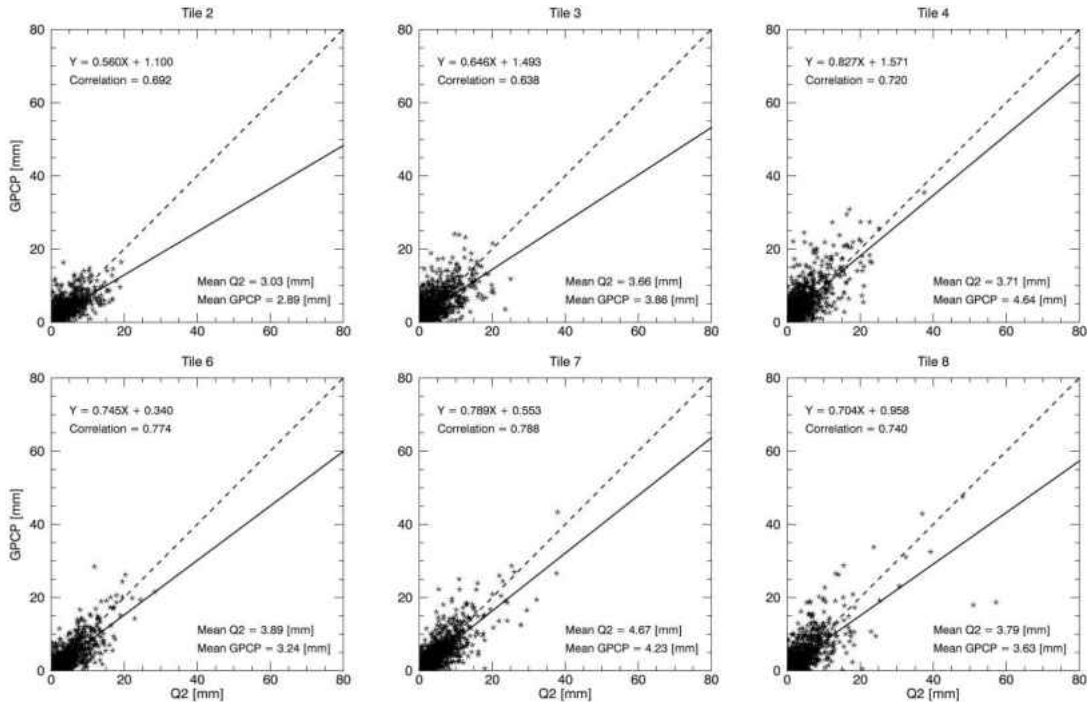 Tile 2
80
60
40
20
0
GPCP [mm]
Y = 0.560X + 1.100
Correlation = 0.692
Mean Q2 = 3.03 [mm]
Mean GPCP = 2.89 [mm]
0 20 40 60 80
Tile 3
80
60
40
20
0
Y = 0.646X + 1.493
Correlation = 0.638
Mean Q2 = 3.66 [mm]
Mean GPCP = 3.86 [mm]
0 20 40 60 80
Tile 4
80
60
40
20
0
Y = 0.827X + 1.571
Correlation = 0.720
Mean Q2 = 3.71 [mm]
Mean GPCP = 4.64 [mm]
0 20 40 60 80
Tile 6
80
60
40
20
0
GPCP [mm]
Y = 0.745X + 0.340
Correlation = 0.774
Mean Q2 = 3.89 [mm]
Mean GPCP = 3.24 [mm]
0 20 40 60 80
Q2 [mm]
Tile 7
80
60
40
20
0
Y = 0.789X + 0.553
Correlation = 0.788
Mean Q2 = 4.67 [mm]
Mean GPCP = 4.23 [mm]
0 20 40 60 80
Q2 [mm]
Tile 8
80
60
40
20
0
Y = 0.704X + 0.958
Correlation = 0.740
Mean Q2 = 3.79 [mm]
Mean GPCP = 3.63 [mm]
0 20 40 60 80
Q2 [mm]